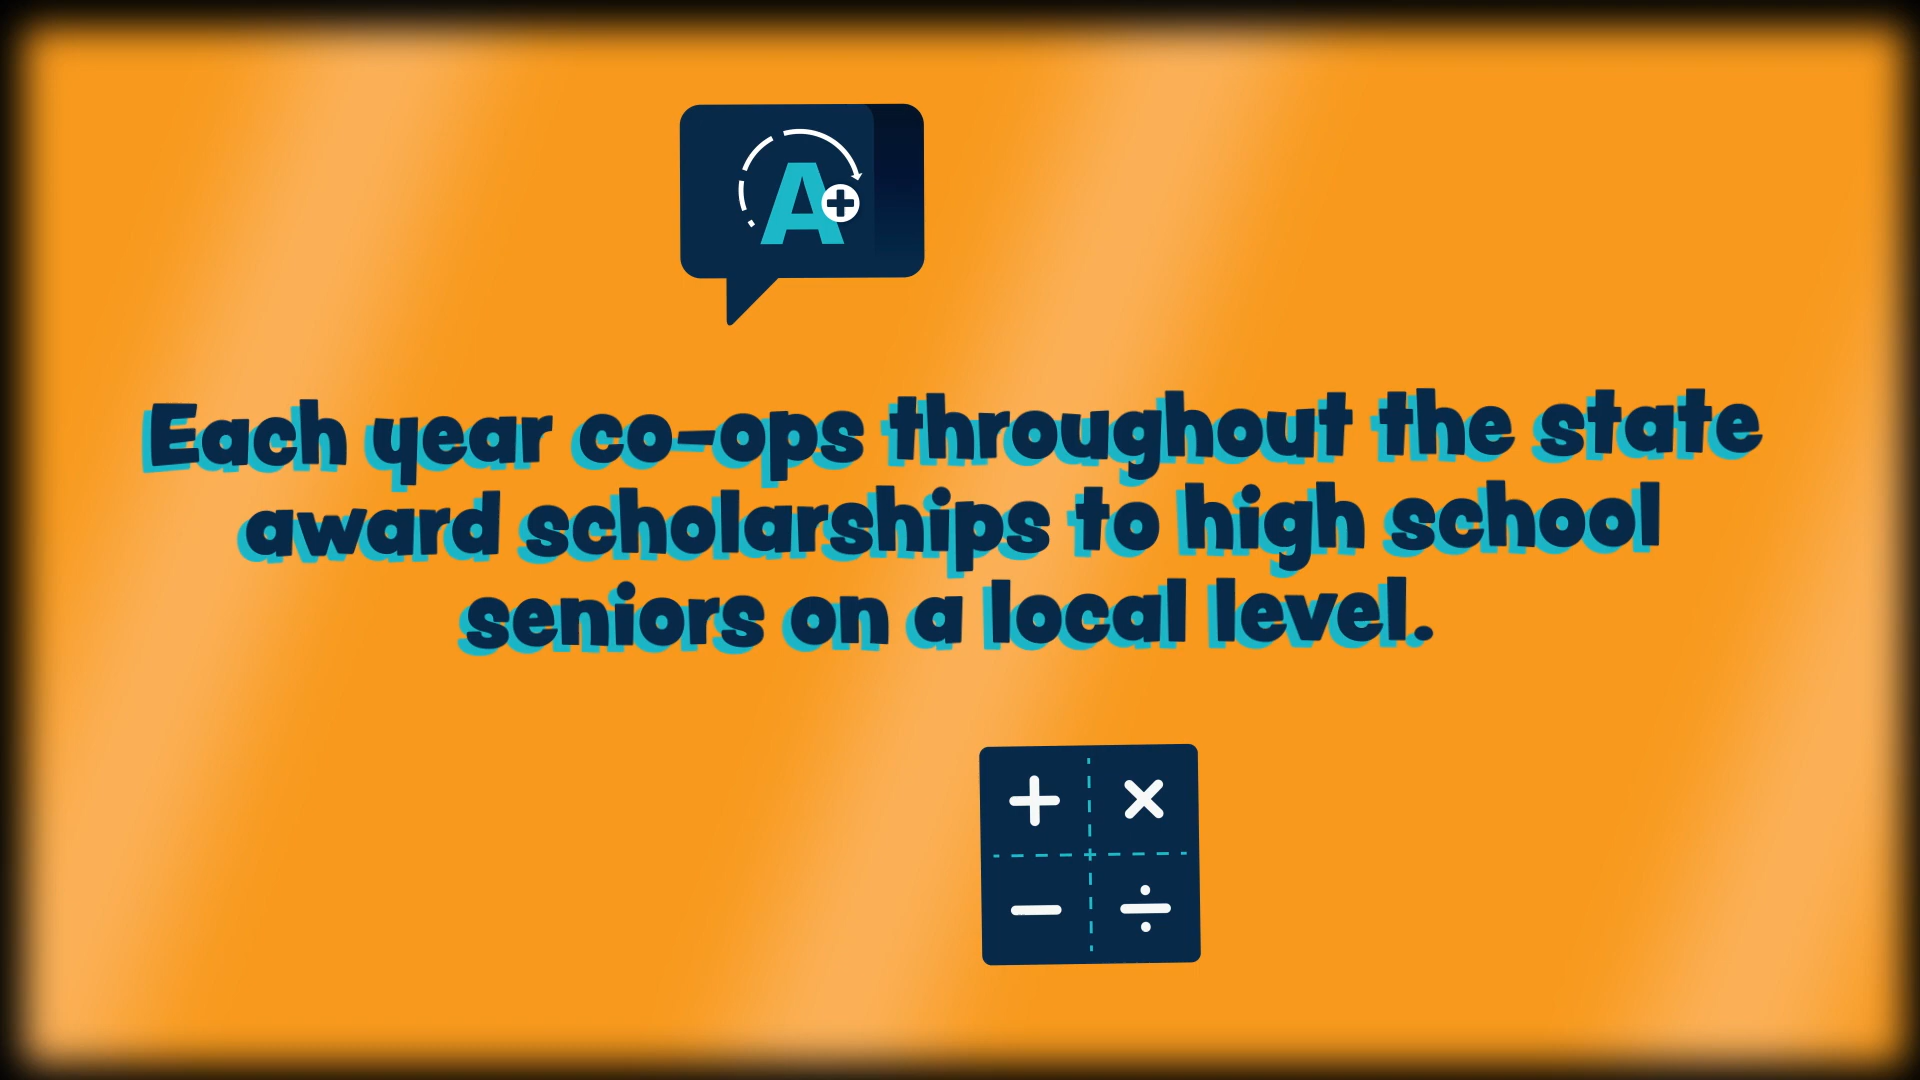 A+
Each year co-ops throughout the state
award scholarships to high school
seniors on a local level.
+ ×
− ÷